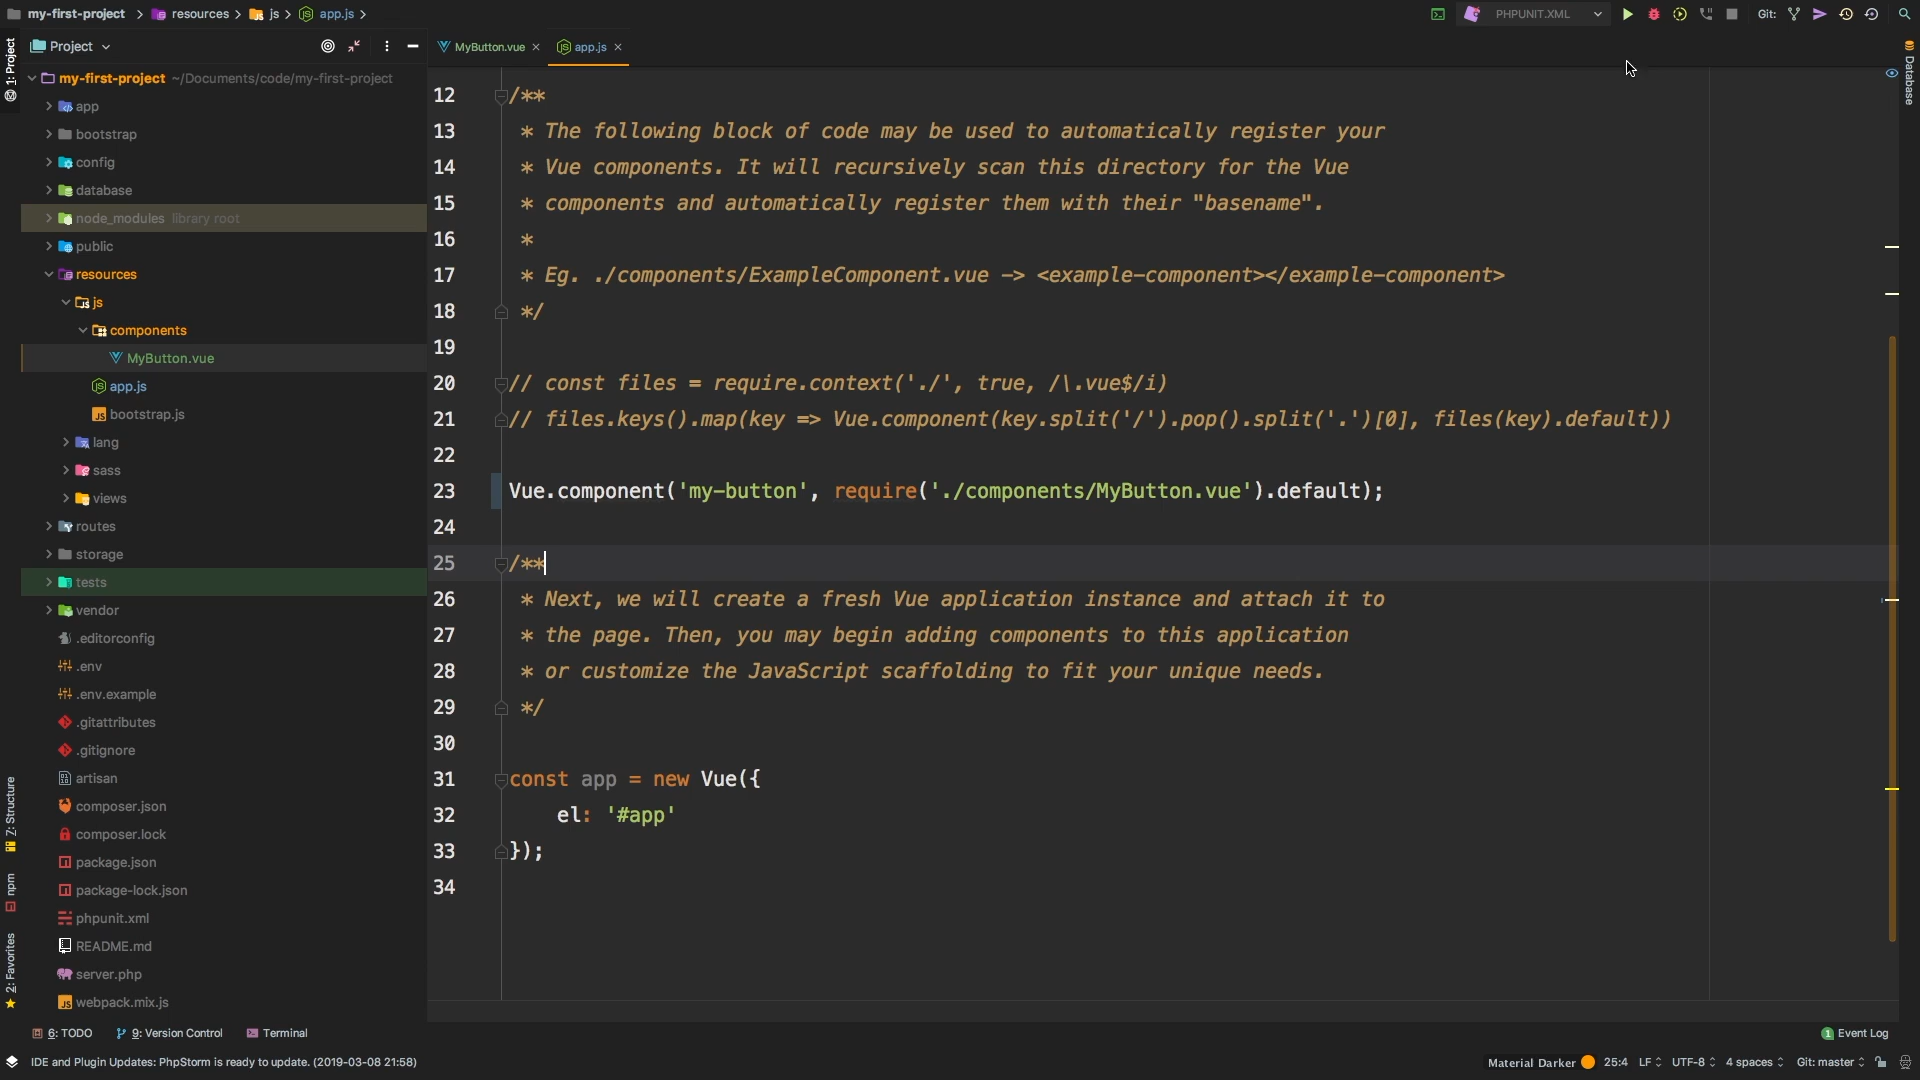 my-first-project
resources
js
app.js
PHPUNIT.XML
Git:
1: Project
Project
MyButton.vue
app.js
Database
my-first-project ~/Documents/code/my-first-project
app
bootstrap
config
database
node_modules library root
public
resources
js
components
MyButton.vue
app.js
bootstrap.js
lang
sass
views
routes
storage
tests
vendor
.editorconfig
.env
.env.example
.gitattributes
.gitignore
artisan
composer.json
composer.lock
package.json
package-lock.json
phpunit.xml
README.md
server.php
webpack.mix.js
Z: Structure
npm
2: Favorites
12 /**
13 * The following block of code may be used to automatically register your
14 * Vue components. It will recursively scan this directory for the Vue
15 * components and automatically register them with their "basename".
16 *
17 * Eg. ./components/ExampleComponent.vue -> <example-component></example-component>
18 */
19
20 // const files = require.context('./', true, /\.vue$/i)
21 // files.keys().map(key => Vue.component(key.split('/').pop().split('.')[0], files(key).default))
22
23 Vue.component('my-button', require('./components/MyButton.vue').default);
24
25 /**
26 * Next, we will create a fresh Vue application instance and attach it to
27 * the page. Then, you may begin adding components to this application
28 * or customize the JavaScript scaffolding to fit your unique needs.
29 */
30
31 const app = new Vue({
32 el: '#app'
33 });
34
6: TODO
9: Version Control
Terminal
1 Event Log
IDE and Plugin Updates: PhpStorm is ready to update. (2019-03-08 21:58)
Material Darker
25:4
LF
UTF-8
4 spaces
Git: master